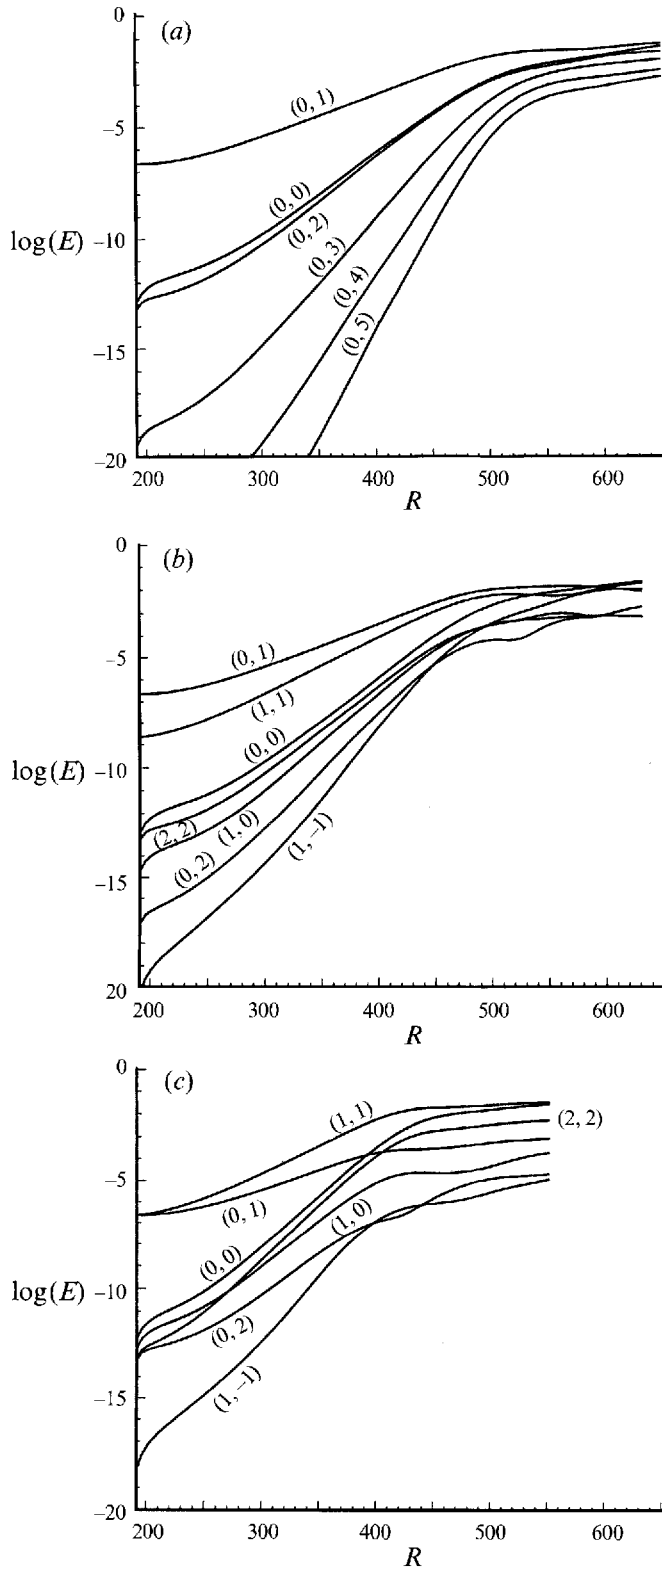 (a)
0
−5
−10
−15
−20
log(E)
(0, 1)
(0, 0)
(0, 2)
(0, 3)
(0, 4)
(0, 5)
200 300 400 500 600
R
(b)
0
−5
−10
−15
20
log(E)
(0, 1)
(1, 1)
(0, 0)
(2, 2)
(1, 0)
(0, 2)
(1, −1)
200 300 400 500 600
R
(c)
0
−5
−10
−15
−20
log(E)
(1, 1)
(2, 2)
(0, 1)
(1, 0)
(0, 0)
(0, 2)
(1, −1)
200 300 400 500 600
R